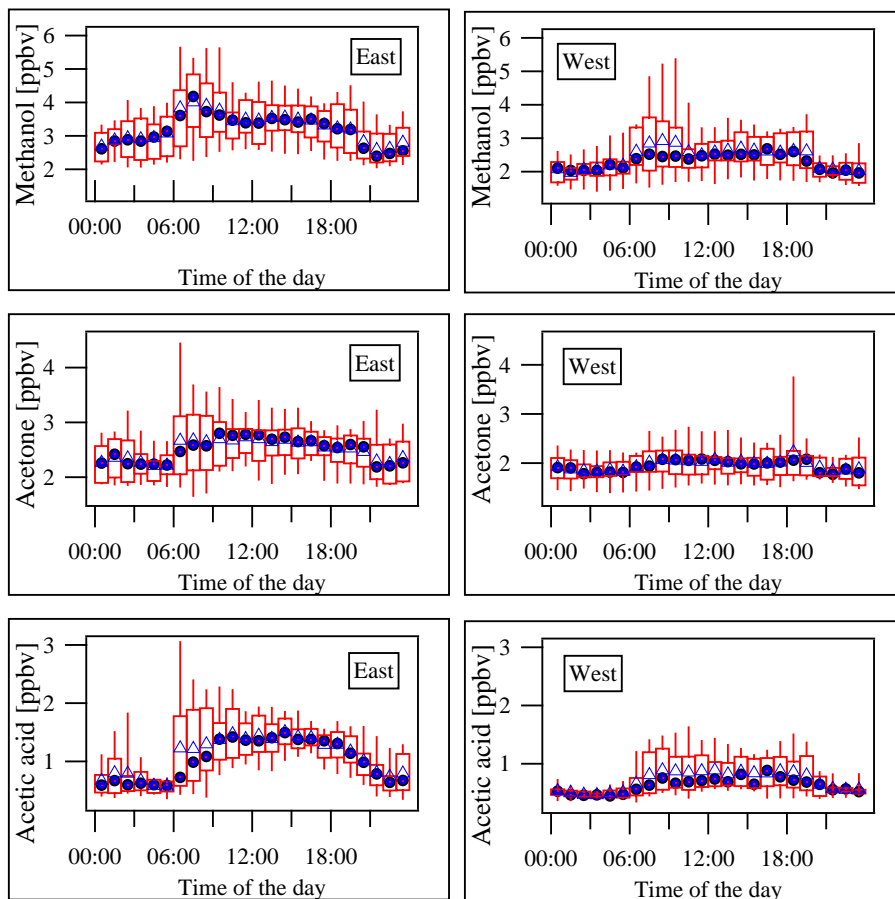 Methanol [ppbv]
6
5
4
3
2
East
00:00 06:00 12:00 18:00
Time of the day
Methanol [ppbv]
6
5
4
3
2
West
00:00 06:00 12:00 18:00
Time of the day
Acetone [ppbv]
4
3
2
East
00:00 06:00 12:00 18:00
Time of the day
Acetone [ppbv]
4
3
2
West
00:00 06:00 12:00 18:00
Time of the day
Acetic acid [ppbv]
3
2
1
East
00:00 06:00 12:00 18:00
Time of the day
Acetic acid [ppbv]
3
2
1
West
00:00 06:00 12:00 18:00
Time of the day